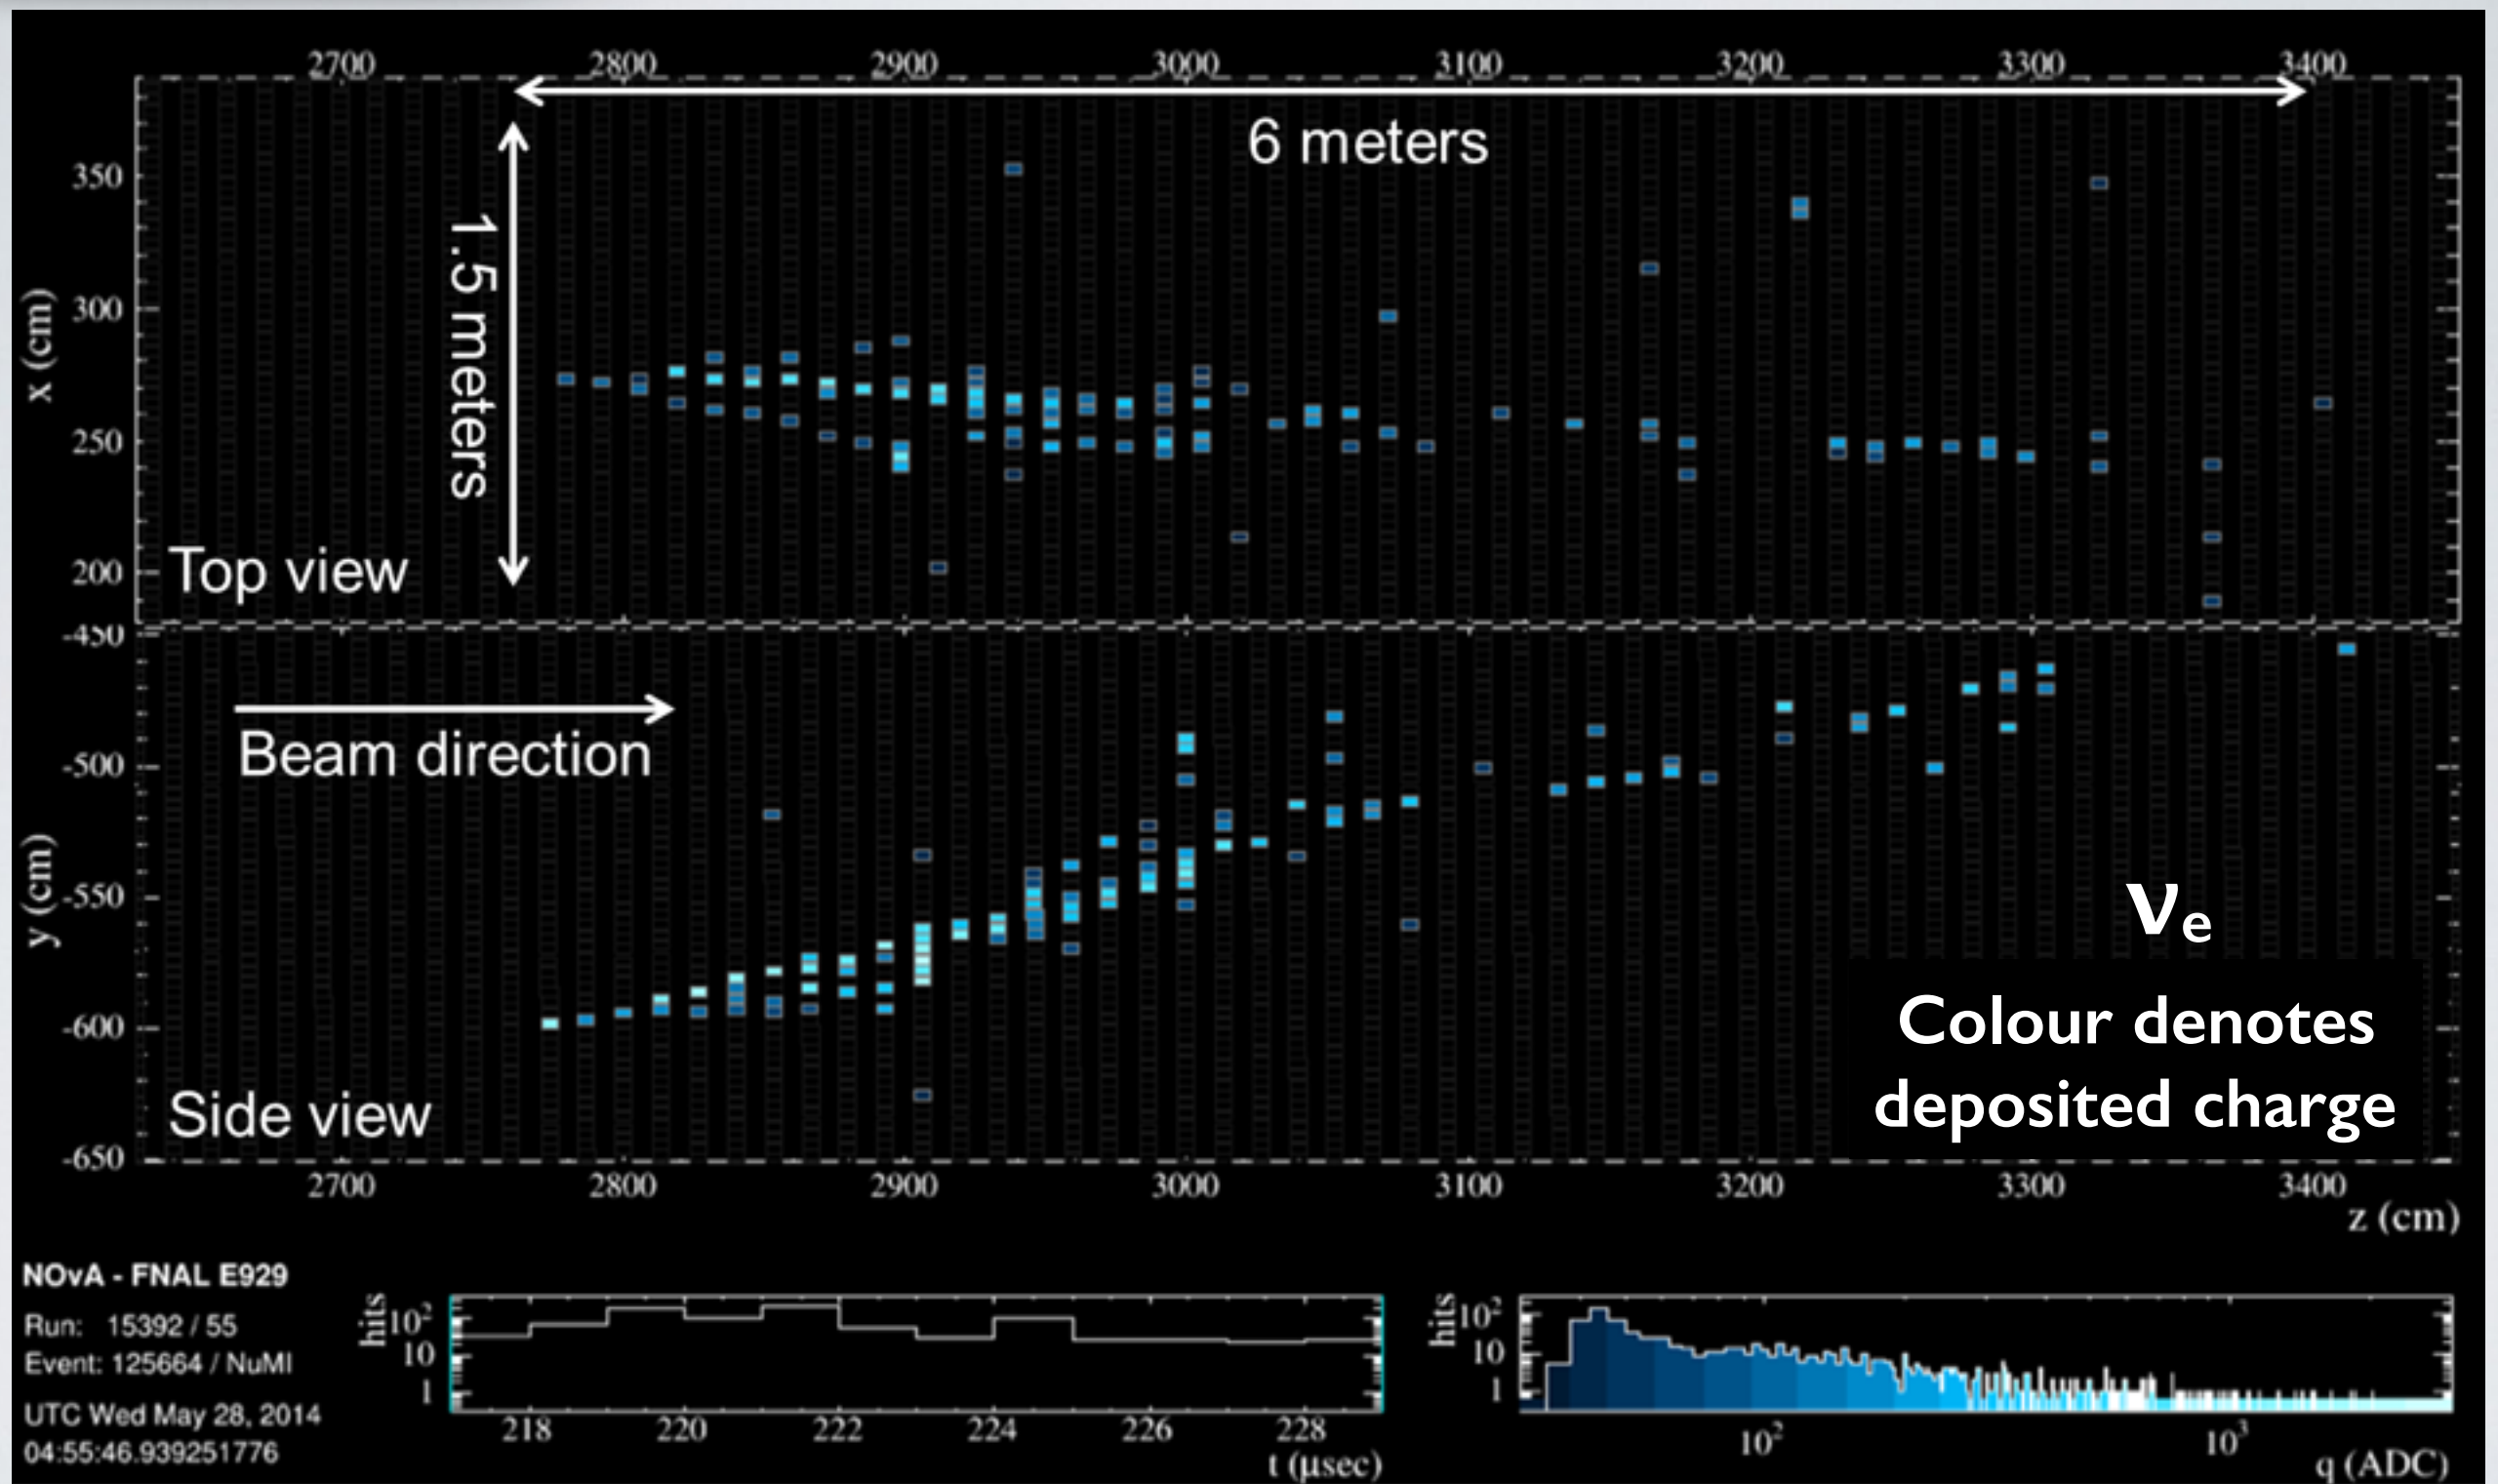 2700 2800 2900 3000 3100 3200 3300 3400
6 meters
1.5 meters
350
300
250
200
x (cm)
Top view
-450
-500
-550
-600
-650
y (cm)
Beam direction
νe
Colour denotes
deposited charge
Side view
2700 2800 2900 3000 3100 3200 3300 3400
z (cm)
NOvA - FNAL E929
Run: 15392 / 55
Event: 125664 / NuMI
UTC Wed May 28, 2014
04:55:46.939251776
hits
10²
10
1
218 220 222 224 226 228
t (μsec)
hits
10²
10
1
10² 10³
q (ADC)